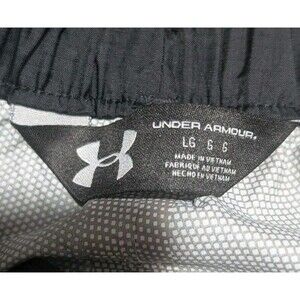 UNDER ARMOUR.
LG G G
MADE IN VIETNAM
FABRIQUÉ AU VIETNAM
HECHO EN VIETNAM